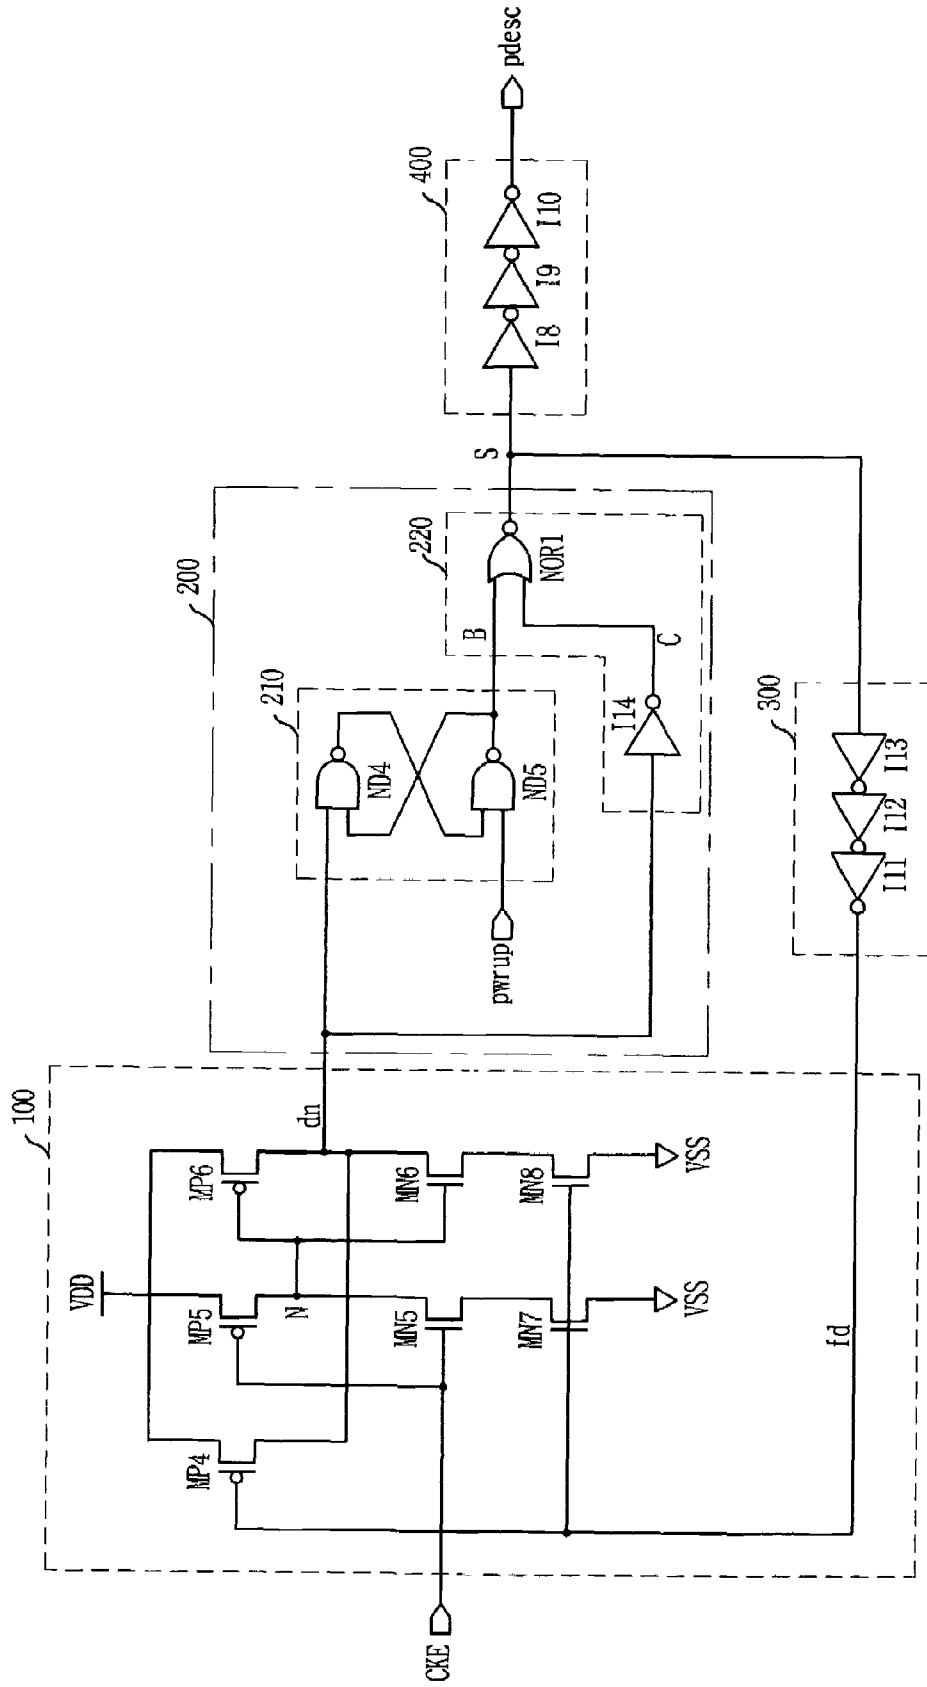 100
VDD
MP4
MP5
MP6
N
dn
MN5
MN6
MN7
MN8
VSS
VSS
CKE
fd
200
210
ND4
ND5
pwrup
B
220
NOR1
I14
C
S
300
I11
I12
I13
400
I8
I9
I10
pdesc